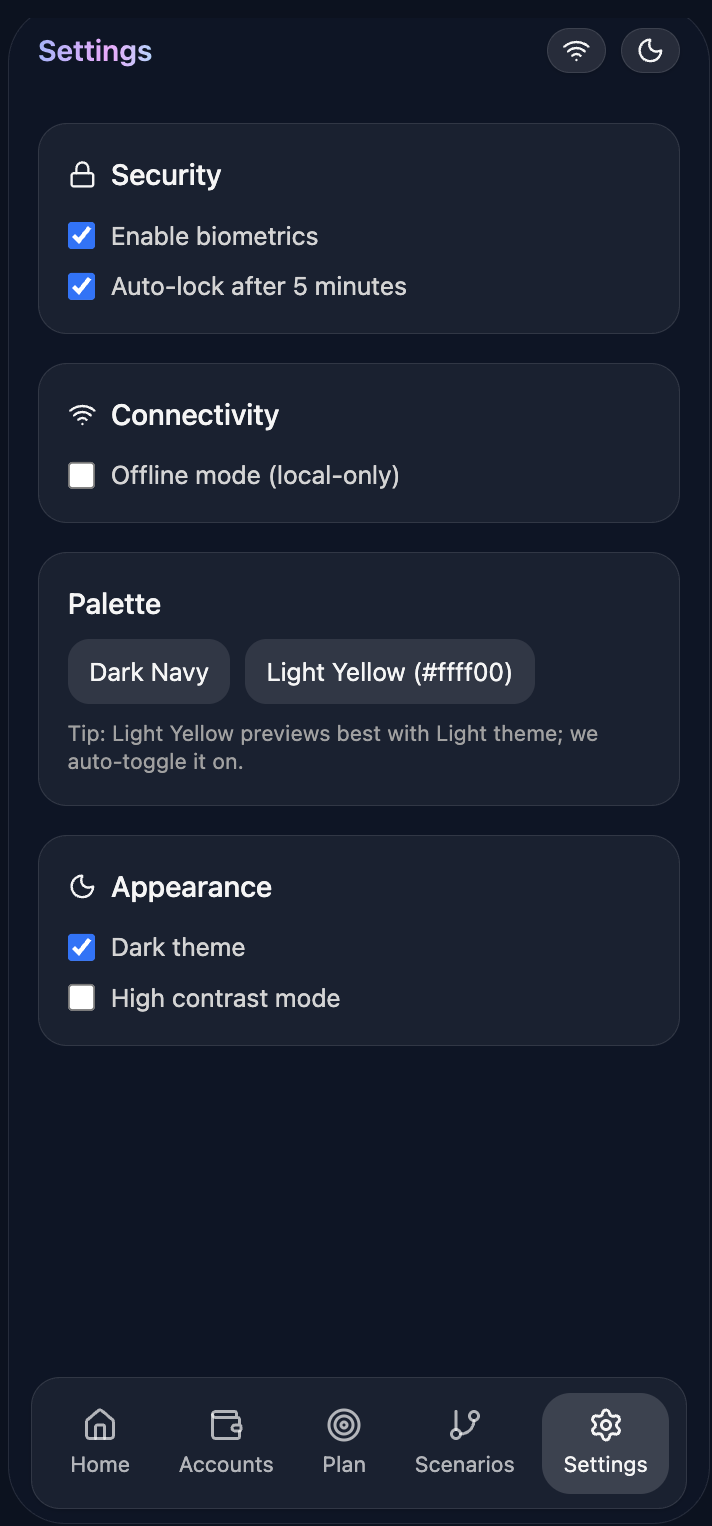 Settings
Security
Enable biometrics
Auto-lock after 5 minutes
Connectivity
Offline mode (local-only)
Palette
Dark Navy
Light Yellow (#ffff00)
Tip: Light Yellow previews best with Light theme; we
auto-toggle it on.
Appearance
Dark theme
High contrast mode
Home
Accounts
Plan
Scenarios
Settings